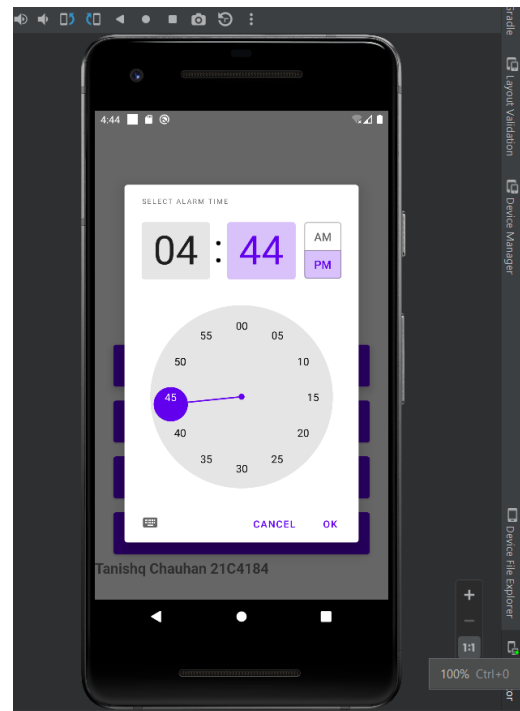 Gradle
Layout Validation
Device Manager
4:44
SELECT ALARM TIME
04 : 44
AM
PM
00
55 05
50 10
45 15
40 20
35 25
30
CANCEL OK
Tanishq Chauhan 21C4184
Device File Explorer
+
−
1:1
100% Ctrl+0